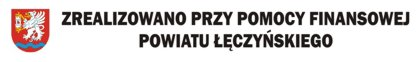 ZREALIZOWANO PRZY POMOCY FINANSOWEJ
POWIATU ŁĘCZYŃSKIEGO